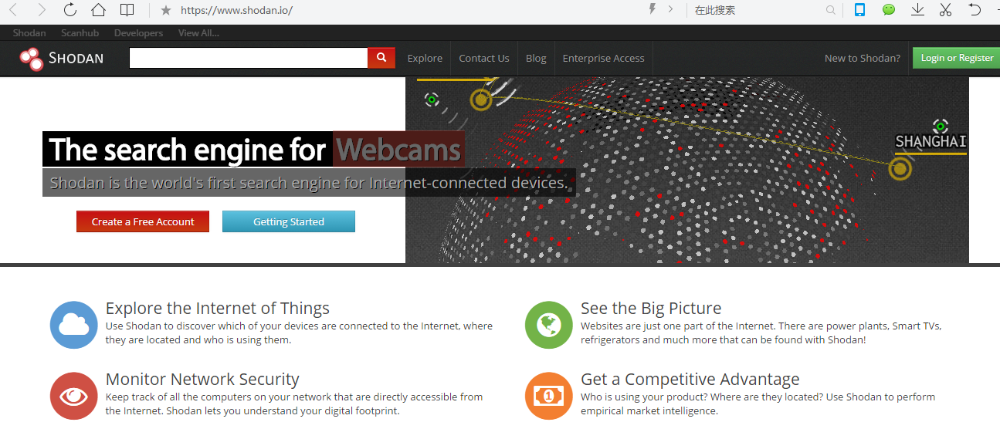 https://www.shodan.io/
在此搜索
Shodan Scanhub Developers View All...
SHODAN Explore Contact Us Blog Enterprise Access New to Shodan? Login or Register
The search engine for Webcams
Shodan is the world's first search engine for Internet-connected devices.
SHANGHAI
Create a Free Account Getting Started
Explore the Internet of Things
Use Shodan to discover which of your devices are connected to the Internet, where
they are located and who is using them.
See the Big Picture
Websites are just one part of the Internet. There are power plants, Smart TVs,
refrigerators and much more that can be found with Shodan!
Monitor Network Security
Keep track of all the computers on your network that are directly accessible from
the Internet. Shodan lets you understand your digital footprint.
Get a Competitive Advantage
Who is using your product? Where are they located? Use Shodan to perform
empirical market intelligence.
1